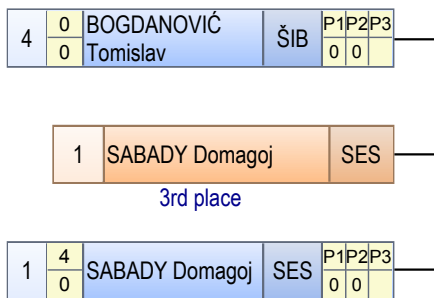 4 0 BOGDANOVIĆ ŠIB P1 P2 P3
0 Tomislav 0 0
1 SABADY Domagoj SES
3rd place
1 4 SABADY Domagoj SES P1 P2 P3
0 0 0